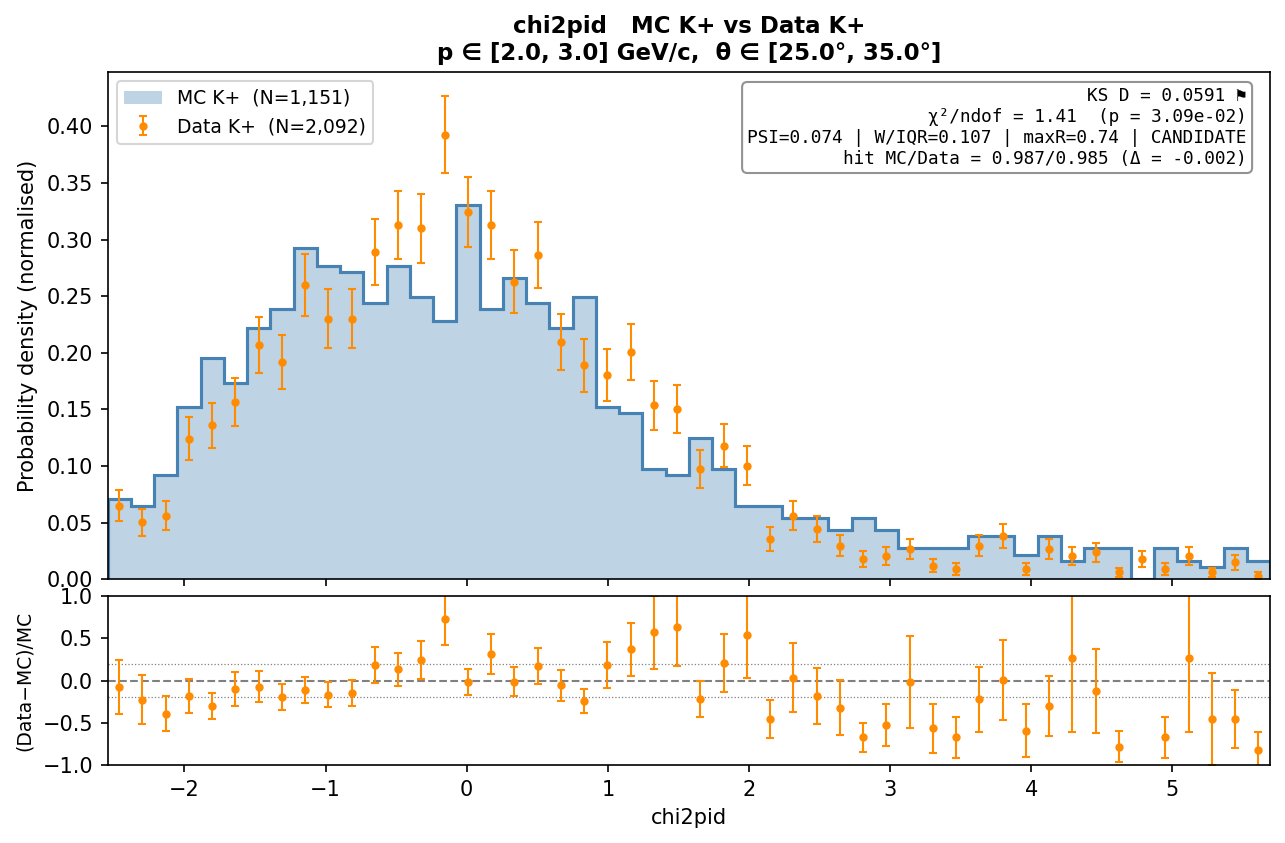 chi2pid   MC K+ vs Data K+
p ∈ [2.0, 3.0] GeV/c,  θ ∈ [25.0°, 35.0°]
MC K+  (N=1,151)
Data K+  (N=2,092)
KS D = 0.0591 ⚑
χ²/ndof = 1.41  (p = 3.09e-02)
PSI=0.074 | W/IQR=0.107 | maxR=0.74 | CANDIDATE
hit MC/Data = 0.987/0.985 (Δ = -0.002)
Probability density (normalised)
0.40
0.35
0.30
0.25
0.20
0.15
0.10
0.05
0.00
(Data−MC)/MC
1.0
0.5
0.0
−0.5
−1.0
−2 −1 0 1 2 3 4 5
chi2pid